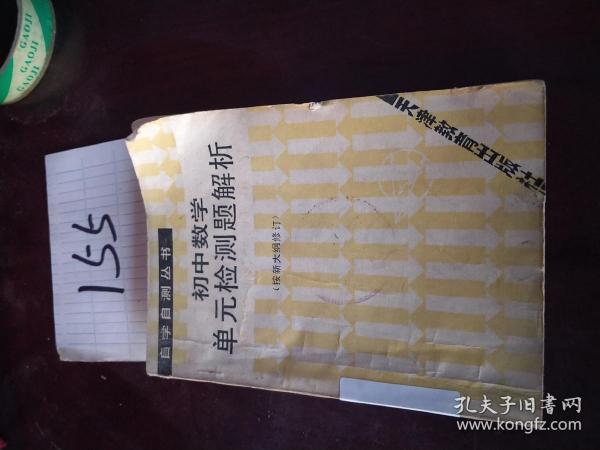 GAOJI
GAOJI
GAOJI
155
自学自测丛书
初中数学
单元检测题解析
(按新大纲修订)
天津教育出版社
孔夫子旧书网
www.kongfz.com